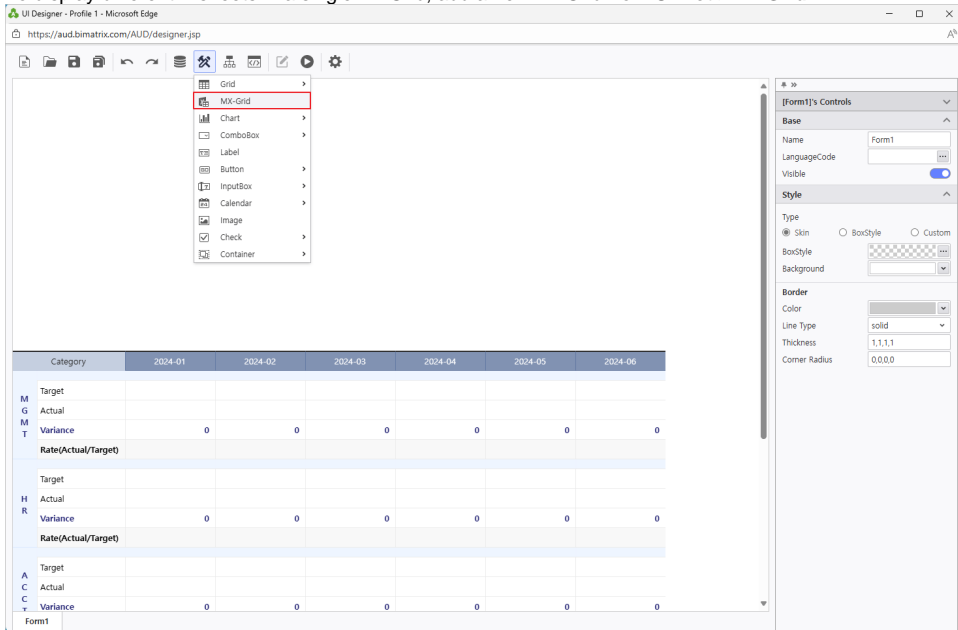 UI Designer - Profile 1 - Microsoft Edge
https://aud.bimatrix.com/AUD/designer.jsp
Grid
MX-Grid
Chart
ComboBox
Label
Button
InputBox
Calendar
Image
Check
Container
[Form1]'s Controls
Base
Name Form1
LanguageCode
Visible
Style
Type
Skin BoxStyle Custom
BoxStyle
Background
Border
Color
Line Type solid
Thickness 1,1,1,1
Corner Radius 0,0,0,0
Category 2024-01 2024-02 2024-03 2024-04 2024-05 2024-06
MGMT
Target
Actual
Variance 0 0 0 0 0 0
Rate(Actual/Target)
HR
Target
Actual
Variance 0 0 0 0 0 0
Rate(Actual/Target)
ACCT
Target
Actual
Variance 0 0 0 0 0 0
Form1